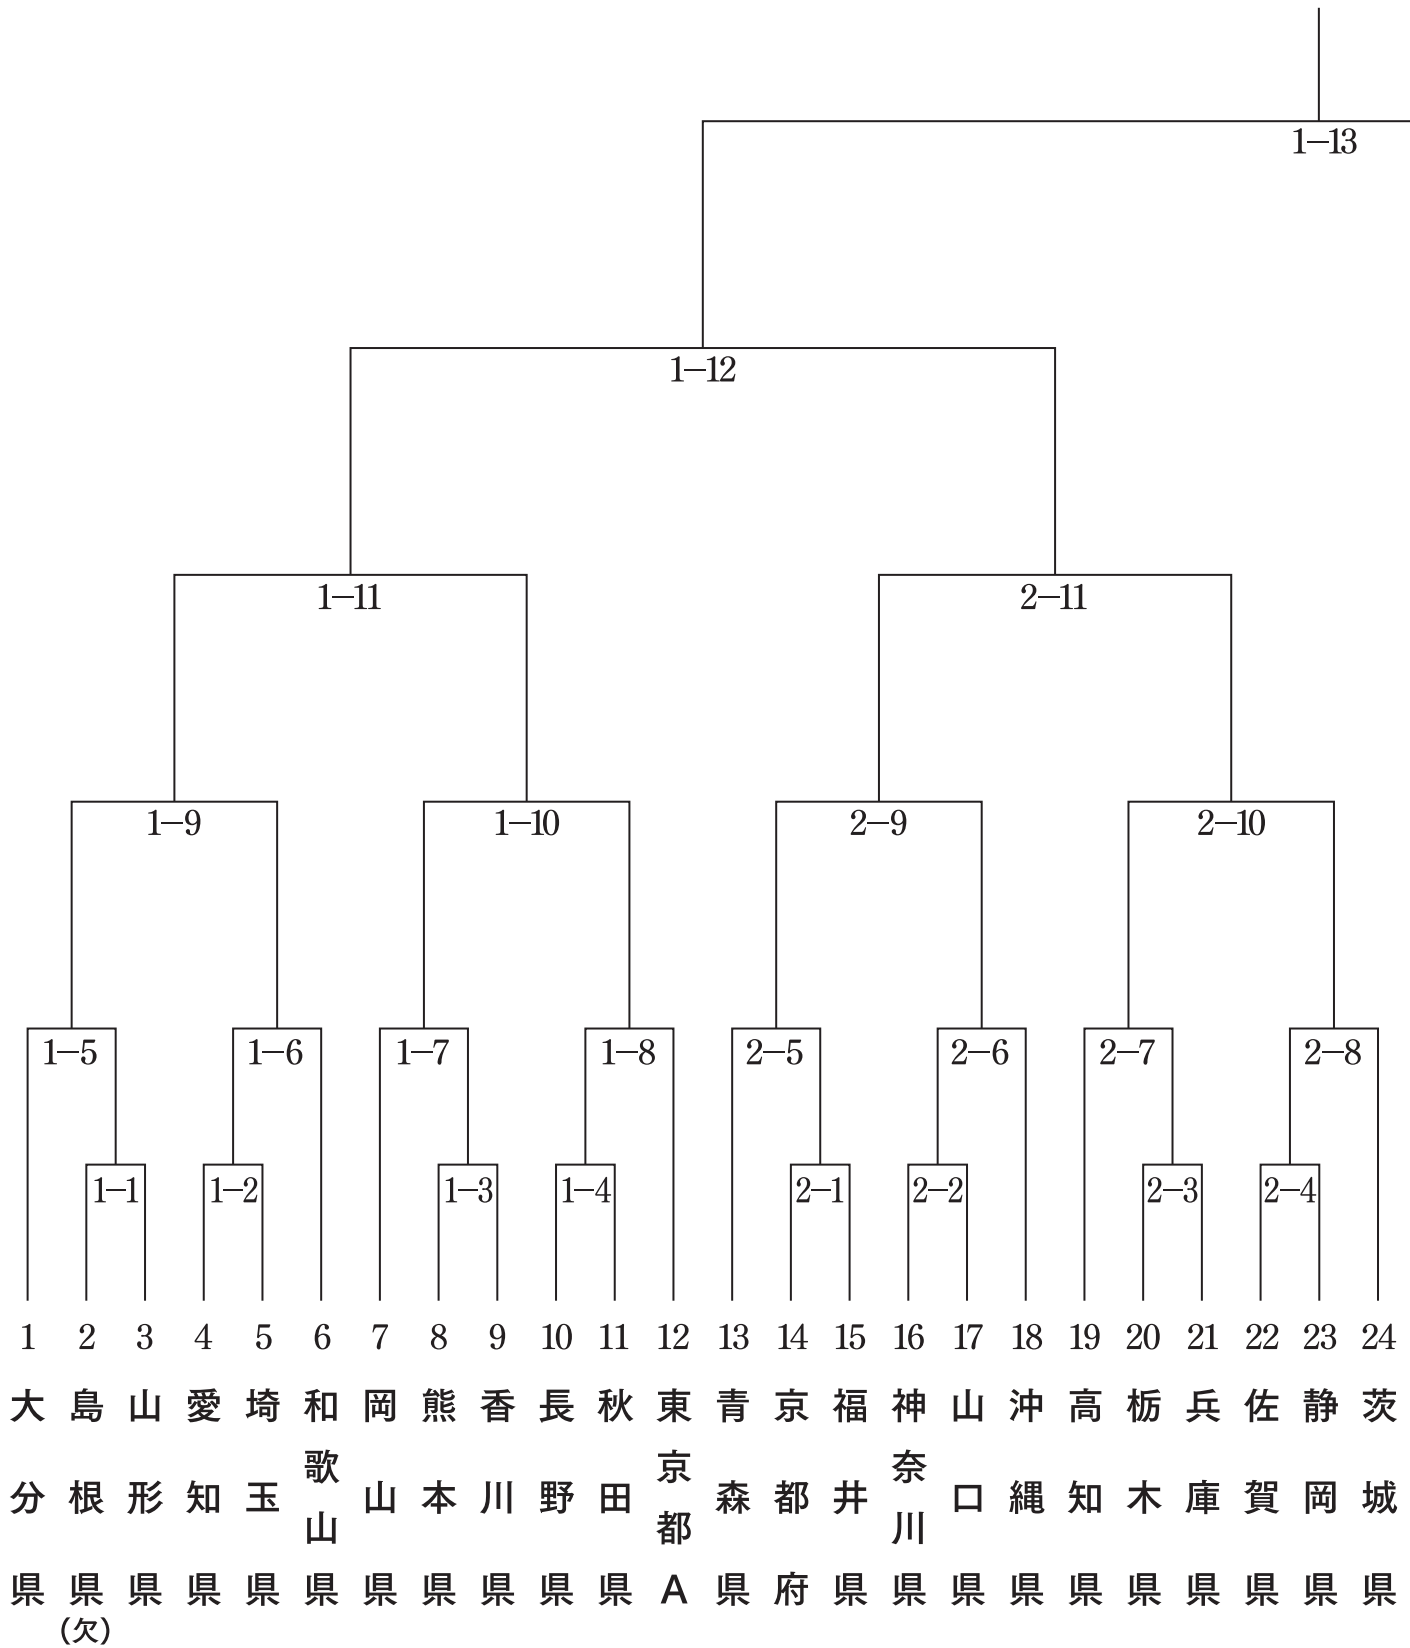 1–13
1–12
1–11
2–11
1–9
1–10
2–9
2–10
1–5
1–6
1–7
1–8
2–5
2–6
2–7
2–8
1–1
1–2
1–3
1–4
2–1
2–2
2–3
2–4
1 大分県
2 島根県(欠)
3 山形県
4 愛知県
5 埼玉県
6 和歌山県
7 岡山県
8 熊本県
9 香川県
10 長野県
11 秋田県
12 東京都A
13 青森県
14 京都府
15 福井県
16 神奈川県
17 山口県
18 沖縄県
19 高知県
20 栃木県
21 兵庫県
22 佐賀県
23 静岡県
24 茨城県